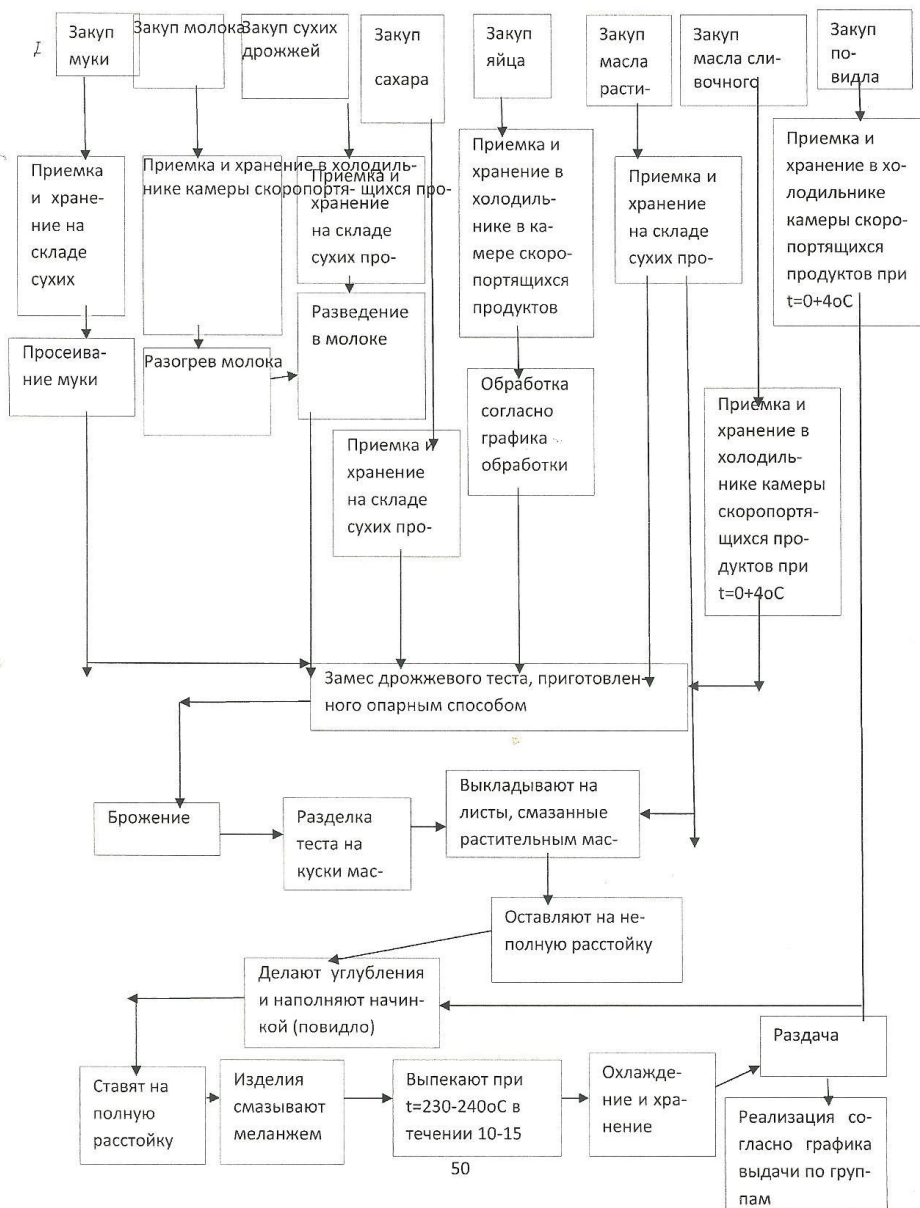 I
Закуп
муки
Закуп молока
Закуп сухих
дрожжей
Закуп
сахара
Закуп
яйца
Закуп
масла
расти-
Закуп
масла сли-
вочного
Закуп
по-
видла
Приемка
и хране-
ние на
складе
сухих
Приемка и хранение в холодиль-
нике камеры скоропортя- щихся про-
Приемка и
хранение
на складе
сухих про-
Приемка и
хранение в
холодиль-
нике в ка-
мере скоро-
портящихся
продуктов
Приемка и
хранение
на складе
сухих про-
Приемка и
хранение в хо-
лодильнике
камеры скоро-
портящихся
продуктов при
t=0+4oC
Просеива-
ние муки
Разогрев молока
Разведение
в молоке
Обработка
согласно
графика
обработки
Приемка и
хранение
на складе
сухих про-
Приемка и
хранение в
холодиль-
нике камеры
скоропортя-
щихся про-
дуктов при
t=0+4oC
Замес дрожжевого теста, приготовлен-
ного опарным способом
Брожение
Разделка
теста на
куски мас-
Выкладывают на
листы, смазанные
растительным мас-
Оставляют на не-
полную расстойку
Делают углубления
и наполняют начин-
кой (повидло)
Раздача
Ставят на
полную
расстойку
Изделия
смазывают
меланжем
Выпекают при
t=230-240oC в
течении 10-15
Охлажде-
ние и хра-
нение
Реализация со-
гласно графика
выдачи по груп-
пам
50